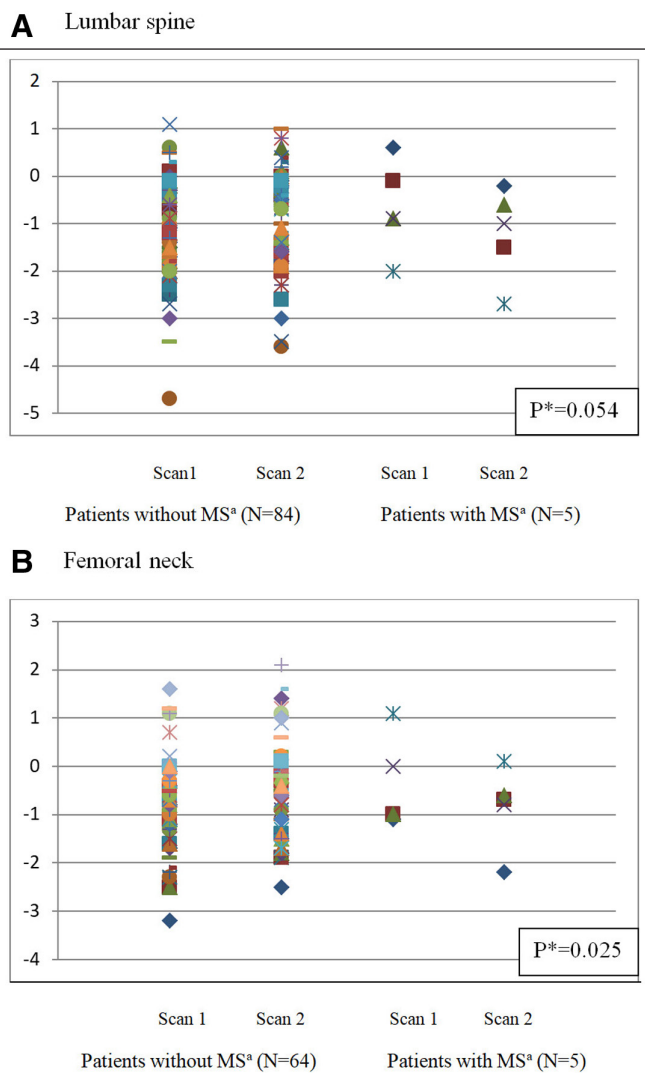 A Lumbar spine
2
1
0
-1
-2
-3
-4
-5
P*=0.054
Scan1 Scan 2 Scan 1 Scan 2
Patients without MSᵃ (N=84) Patients with MSᵃ (N=5)
B Femoral neck
3
2
1
0
-1
-2
-3
-4
P*=0.025
Scan 1 Scan 2 Scan 1 Scan 2
Patients without MSᵃ (N=64) Patients with MSᵃ (N=5)